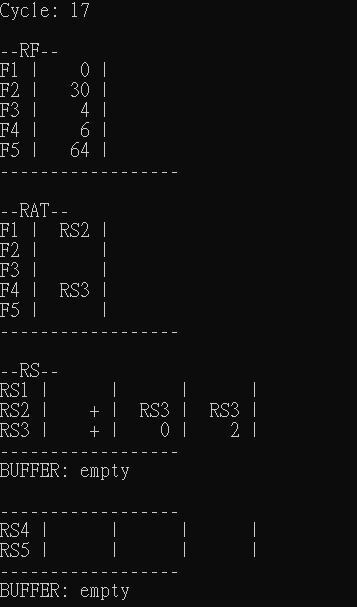 Cycle: 17
--RF--
F1 |    0 |
F2 |   30 |
F3 |    4 |
F4 |    6 |
F5 |   64 |
------------------
--RAT--
F1 |  RS2 |
F2 |      |
F3 |      |
F4 |  RS3 |
F5 |      |
------------------
--RS--
RS1 |      |      |      |
RS2 |    + |  RS3 |  RS3 |
RS3 |    + |    0 |    2 |
------------------
BUFFER: empty
------------------
RS4 |      |      |      |
RS5 |      |      |      |
------------------
BUFFER: empty